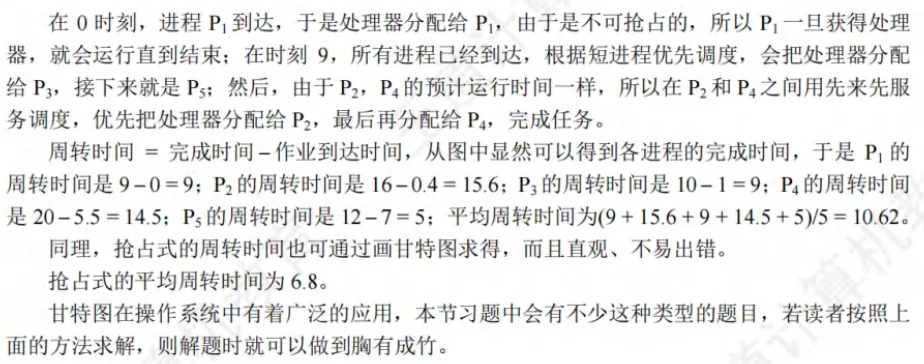 在 0 时刻，进程 P₁ 到达，于是处理器分配给 P₁，由于是不可抢占的，所以 P₁ 一旦获得处理
器，就会运行直到结束；在时刻 9，所有进程已经到达，根据短进程优先调度，会把处理器分配
给 P₃，接下来就是 P₅；然后，由于 P₂，P₄ 的预计运行时间一样，所以在 P₂ 和 P₄ 之间用先来先服
务调度，优先把处理器分配给 P₂，最后再分配给 P₄，完成任务。
周转时间 = 完成时间 – 作业到达时间，从图中显然可以得到各进程的完成时间，于是 P₁ 的
周转时间是 9 – 0 = 9；P₂ 的周转时间是 16 – 0.4 = 15.6；P₃ 的周转时间是 10 – 1 = 9；P₄ 的周转时间
是 20 – 5.5 = 14.5；P₅ 的周转时间是 12 – 7 = 5；平均周转时间为(9 + 15.6 + 9 + 14.5 + 5)/5 = 10.62。
同理，抢占式的周转时间也可通过画甘特图求得，而且直观、不易出错。
抢占式的平均周转时间为 6.8。
甘特图在操作系统中有着广泛的应用，本节习题中会有不少这种类型的题目，若读者按照上
面的方法求解，则解题时就可以做到胸有成竹。